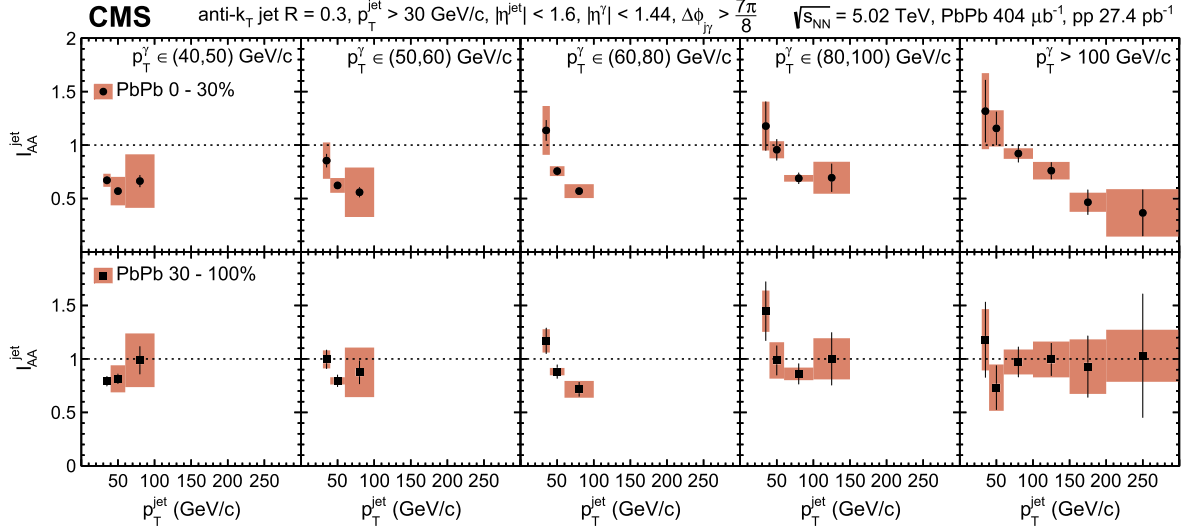 CMS anti-k_T jet R = 0.3, p_T^jet > 30 GeV/c, |η^jet| < 1.6, |η^γ| < 1.44, Δϕ_jγ > 7π/8 √s_NN = 5.02 TeV, PbPb 404 μb^-1, pp 27.4 pb^-1
p_T^γ ∈ (40,50) GeV/c p_T^γ ∈ (50,60) GeV/c p_T^γ ∈ (60,80) GeV/c p_T^γ ∈ (80,100) GeV/c p_T^γ > 100 GeV/c
PbPb 0 - 30%
2
1.5
1
0.5
I_AA^jet
PbPb 30 - 100%
1.5
1
0.5
0
I_AA^jet
50 100 150 200 250 50 100 150 200 250 50 100 150 200 250 50 100 150 200 250 50 100 150 200 250
p_T^jet (GeV/c) p_T^jet (GeV/c) p_T^jet (GeV/c) p_T^jet (GeV/c) p_T^jet (GeV/c)